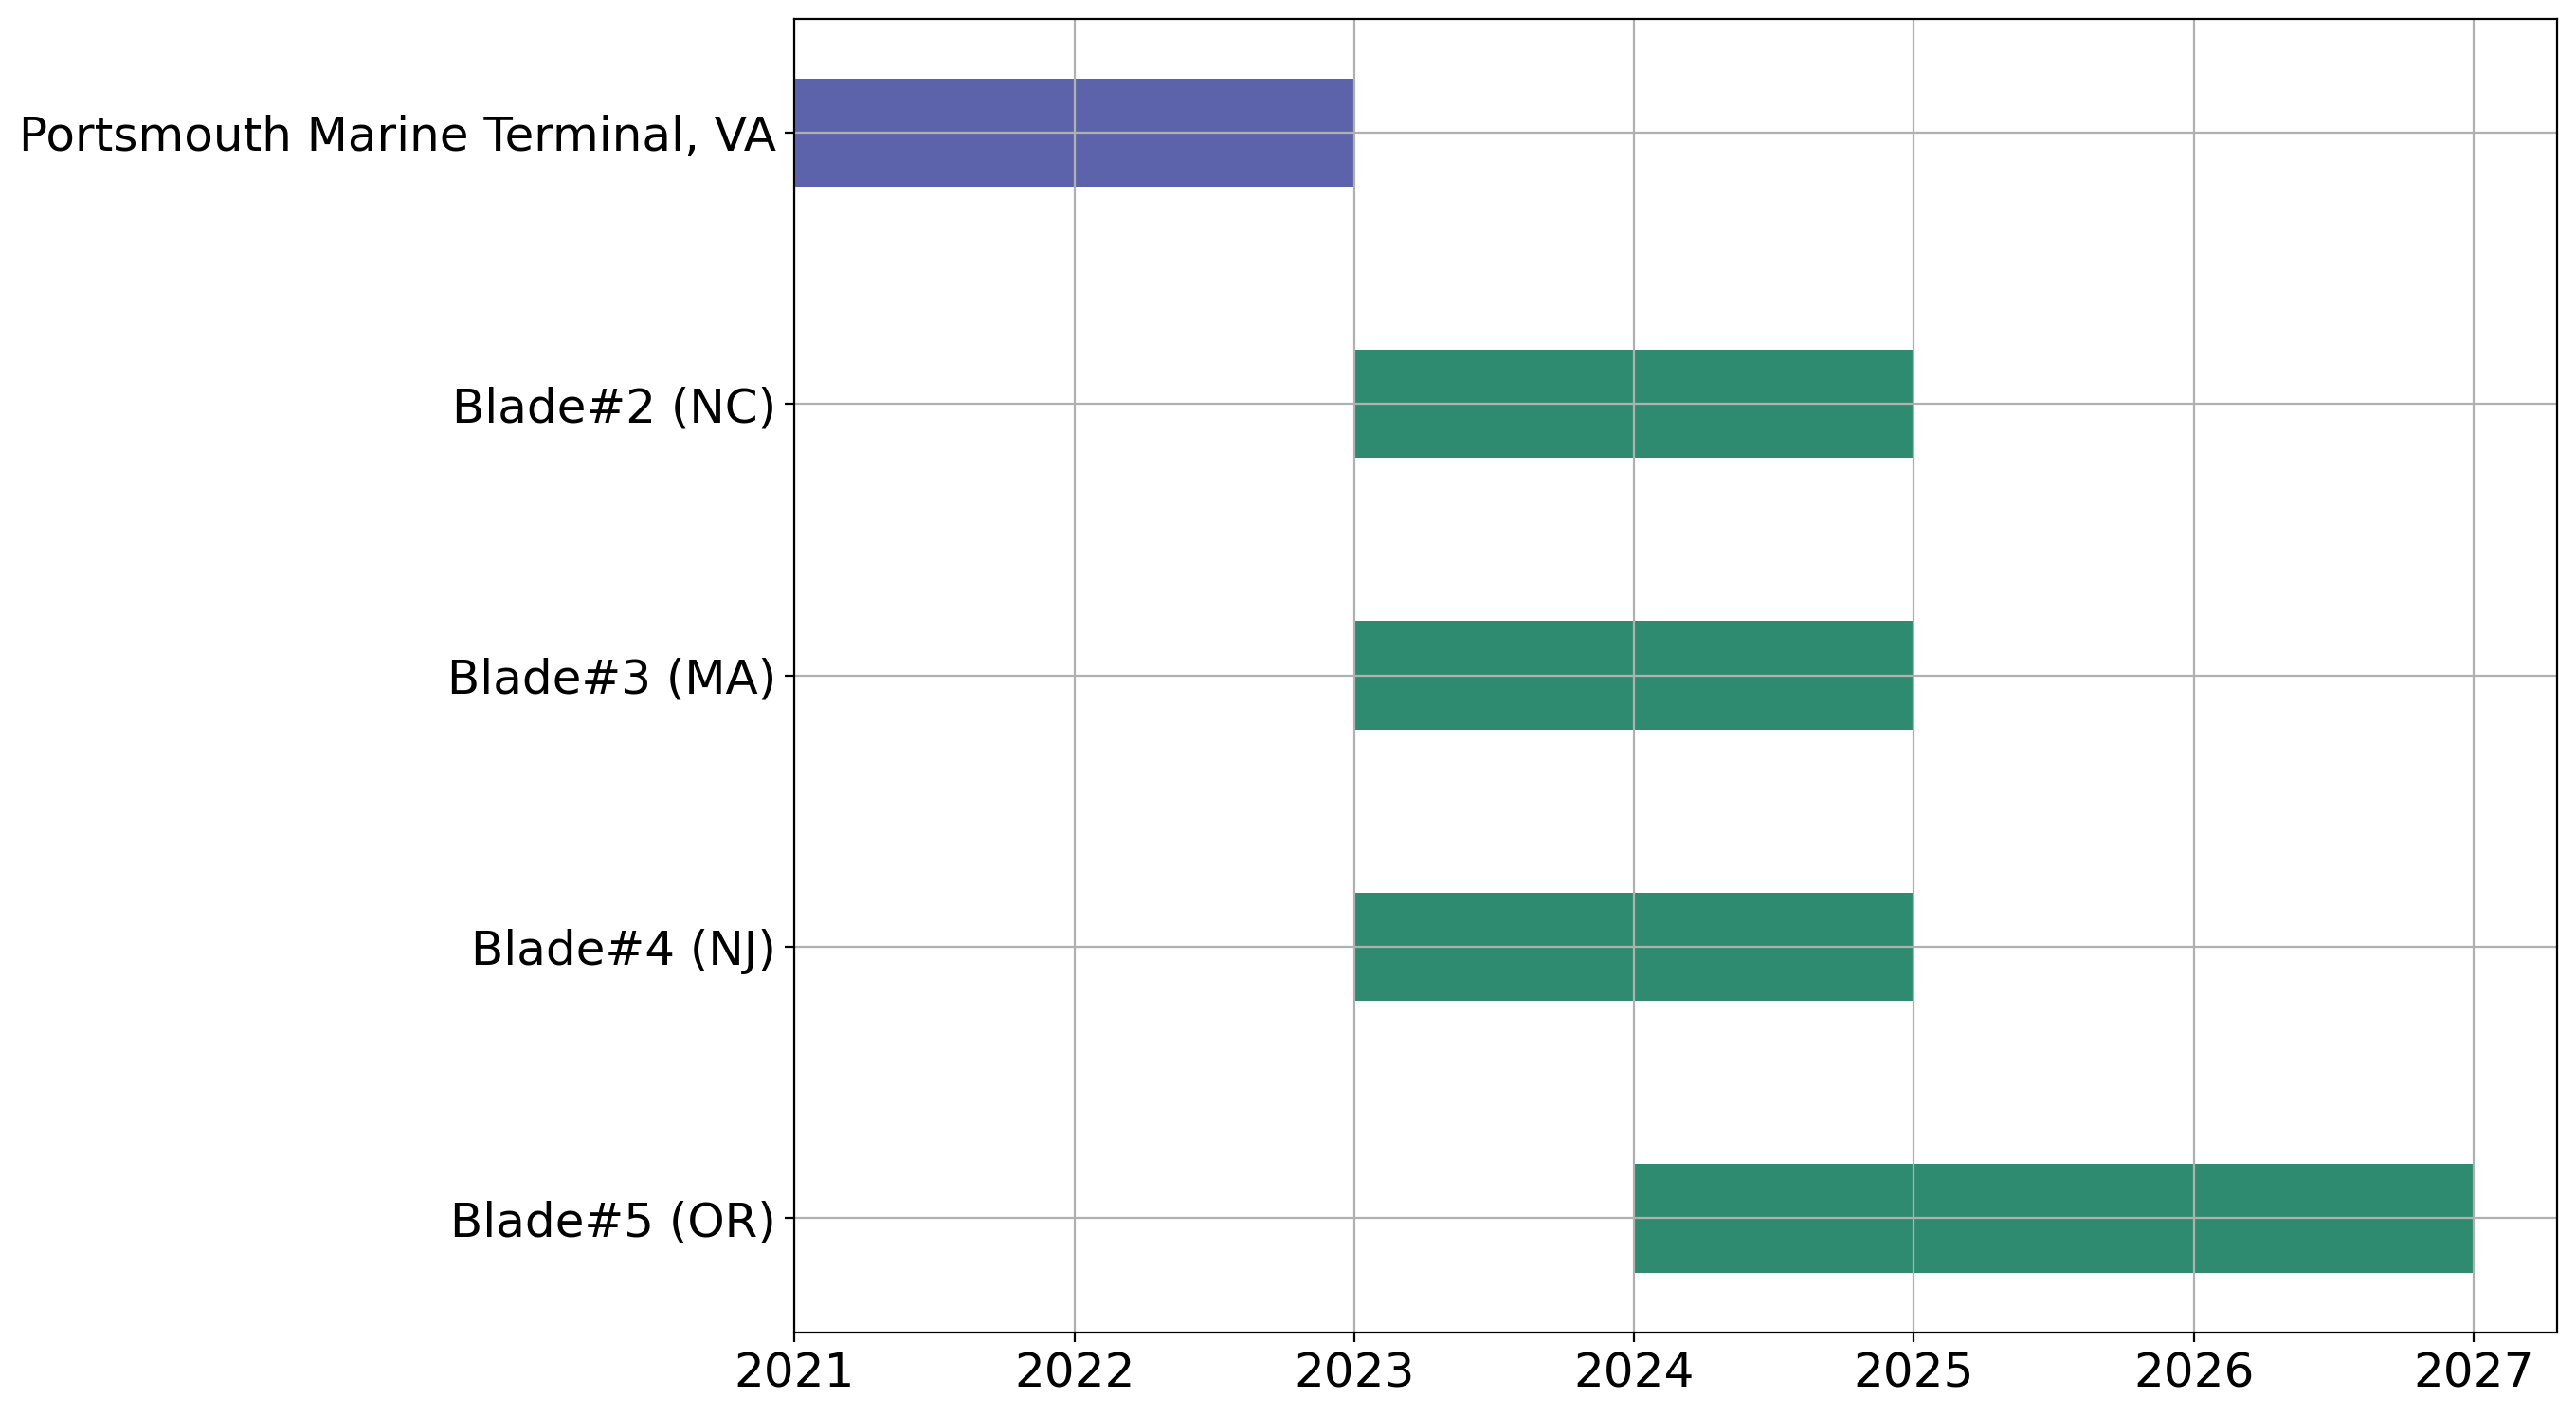 Portsmouth Marine Terminal, VA
Blade#2 (NC)
Blade#3 (MA)
Blade#4 (NJ)
Blade#5 (OR)
2021 2022 2023 2024 2025 2026 2027